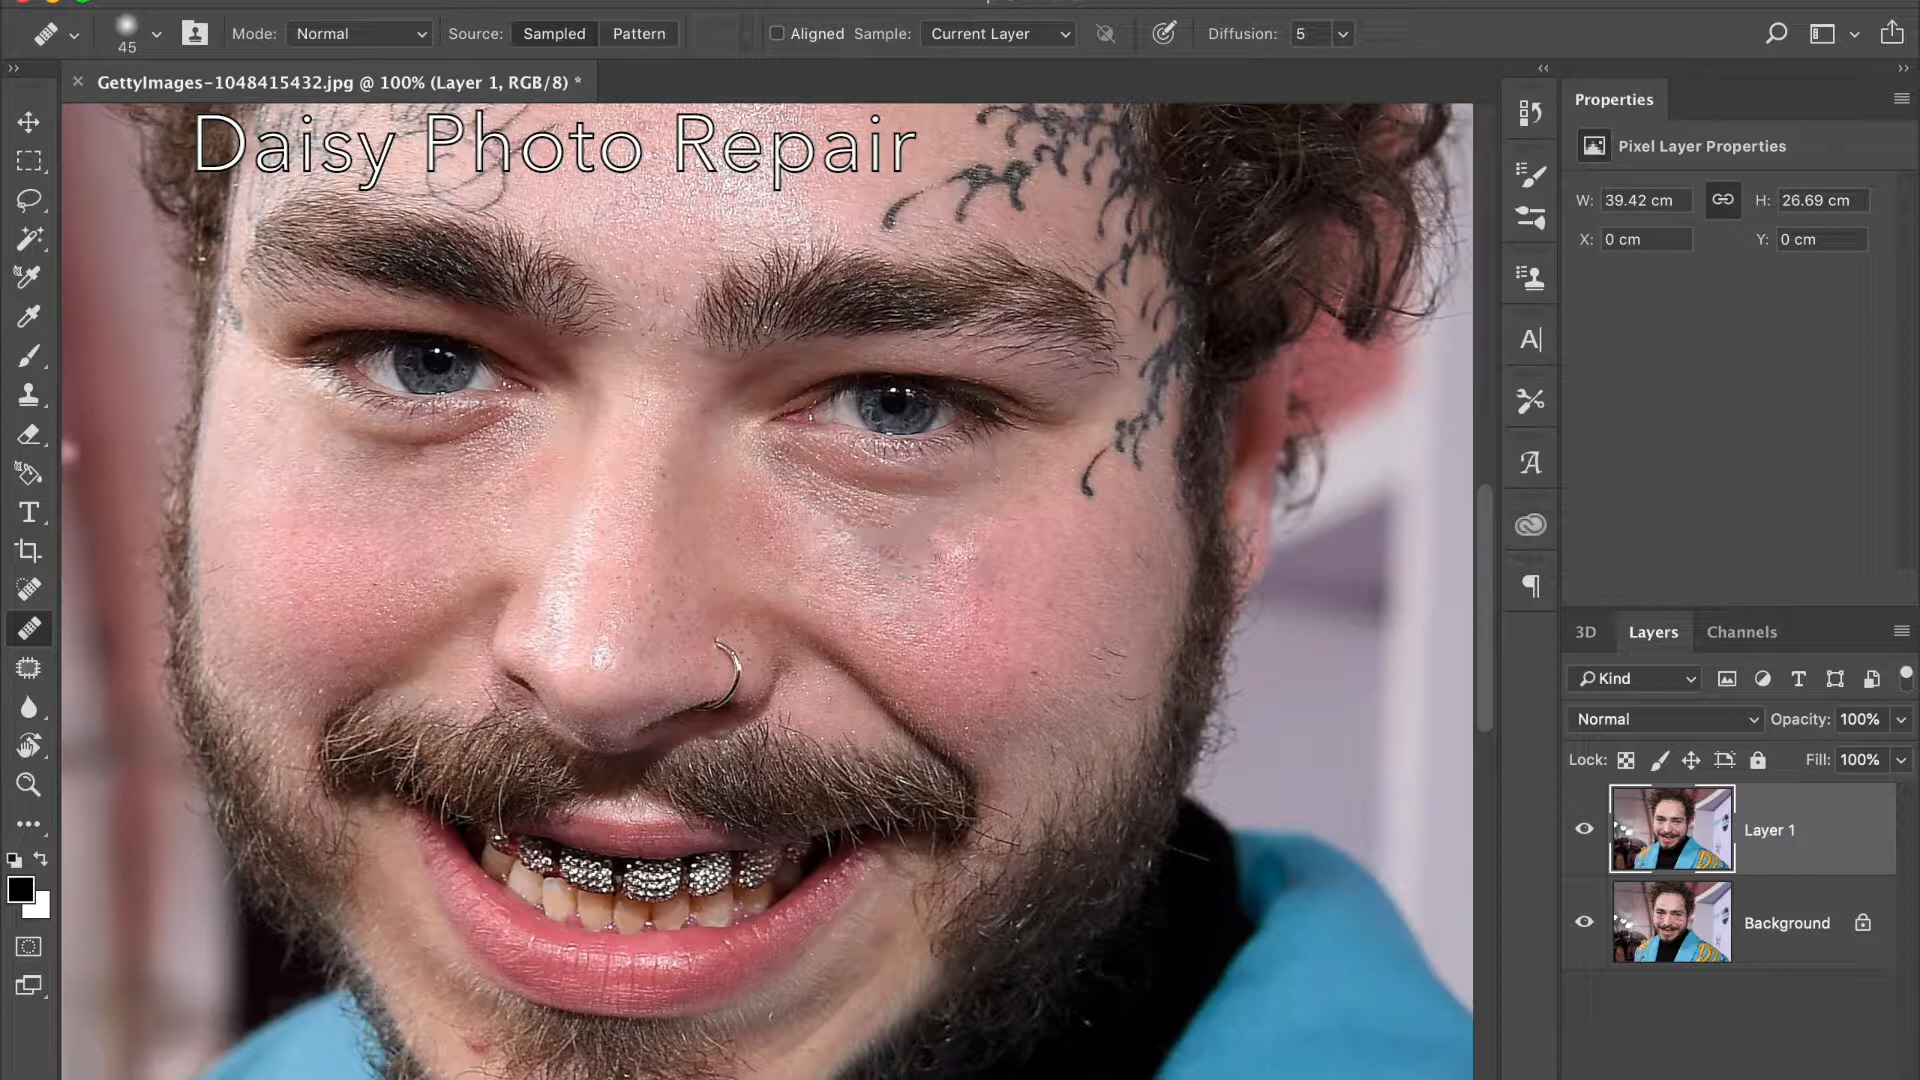 45
Mode:
Normal
Source:
Sampled
Pattern
Aligned
Sample:
Current Layer
Diffusion:
5
GettyImages-1048415432.jpg @ 100% (Layer 1, RGB/8) *
Daisy Photo Repair
Properties
Pixel Layer Properties
W: 39.42 cm
H: 26.69 cm
X: 0 cm
Y: 0 cm
3D
Layers
Channels
Kind
Normal
Opacity: 100%
Lock:
Fill: 100%
Layer 1
Background